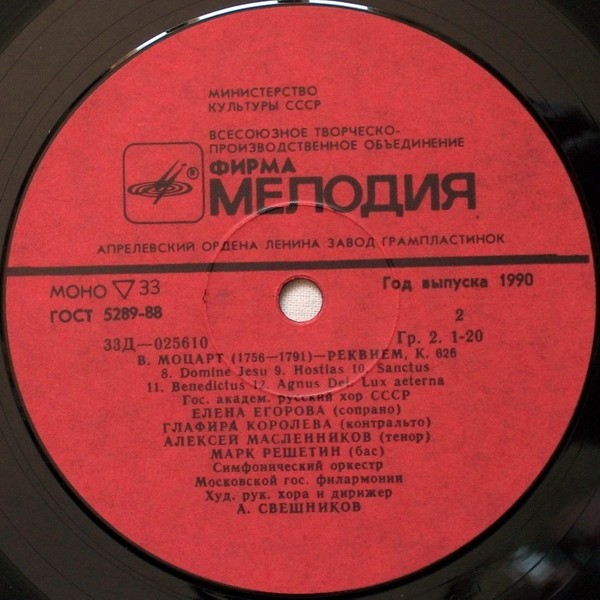 МИНИСТЕРСТВО
КУЛЬТУРЫ СССР
ВСЕСОЮЗНОЕ ТВОРЧЕСКО-
ПРОИЗВОДСТВЕННОЕ ОБЪЕДИНЕНИЕ
®
ФИРМА
МЕЛОДИЯ
АПРЕЛЕВСКИЙ ОРДЕНА ЛЕНИНА ЗАВОД ГРАМПЛАСТИНОК
МОНО ▽ 33
Год выпуска 1990
ГОСТ 5289-88
2
33Д—025610
Гр. 2. 1-20
В. МОЦАРТ (1756—1791)—РЕКВИЕМ, К. 626
8. Domine Jesu 9. Hostias 10. Sanctus
11. Benedictus 12. Agnus Dei. Lux aeterna
Гос. академ. русский хор СССР
ЕЛЕНА ЕГОРОВА (сопрано)
ГЛАФИРА КОРОЛЕВА (контральто)
АЛЕКСЕЙ МАСЛЕННИКОВ (тенор)
МАРК РЕШЕТИН (бас)
Симфонический оркестр
Московской гос. филармонии
Худ. рук. хора и дирижер
А. СВЕШНИКОВ